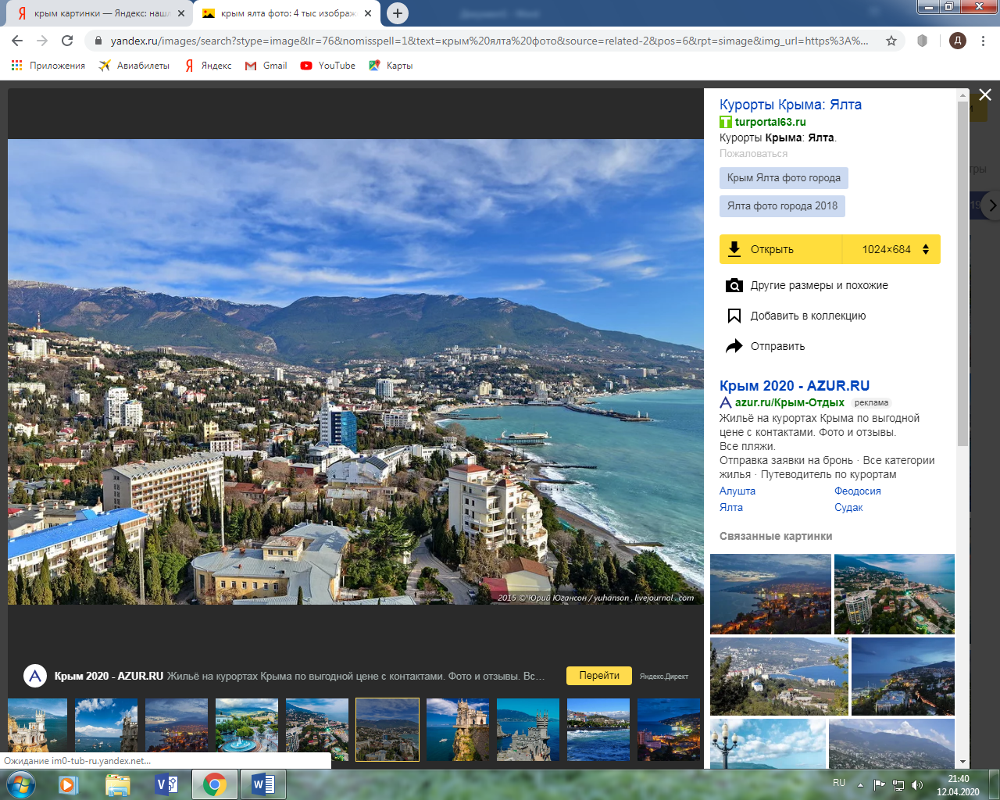 крым картинки — Яндекс: нашл
крым ялта фото: 4 тыс изображ
yandex.ru/images/search?stype=image&lr=76&nomisspell=1&text=крым%20ялта%20фото&source=related-2&pos=6&rpt=simage&img_url=https%3A%...
Д
Приложения
Авиабилеты
Яндекс
Gmail
YouTube
Карты
Курорты Крыма: Ялта
turportal63.ru
Курорты Крыма: Ялта.
Пожаловаться
Крым Ялта фото города
Ялта фото города 2018
Открыть
1024×684
Другие размеры и похожие
Добавить в коллекцию
Отправить
Крым 2020 - AZUR.RU
azur.ru/Крым-Отдых реклама
Жильё на курортах Крыма по выгодной
цене с контактами. Фото и отзывы.
Все пляжи.
Отправка заявки на бронь · Все категории
жилья · Путеводитель по курортам
Алушта
Феодосия
Ялта
Судак
Связанные картинки
2015 © Юрий Югансон / yuhanson . livejournal . com
Крым 2020 - AZUR.RU Жильё на курортах Крыма по выгодной цене с контактами. Фото и отзывы. Вс...
Перейти
Яндекс.Директ
Ожидание im0-tub-ru.yandex.net...
RU
21:40
12.04.2020